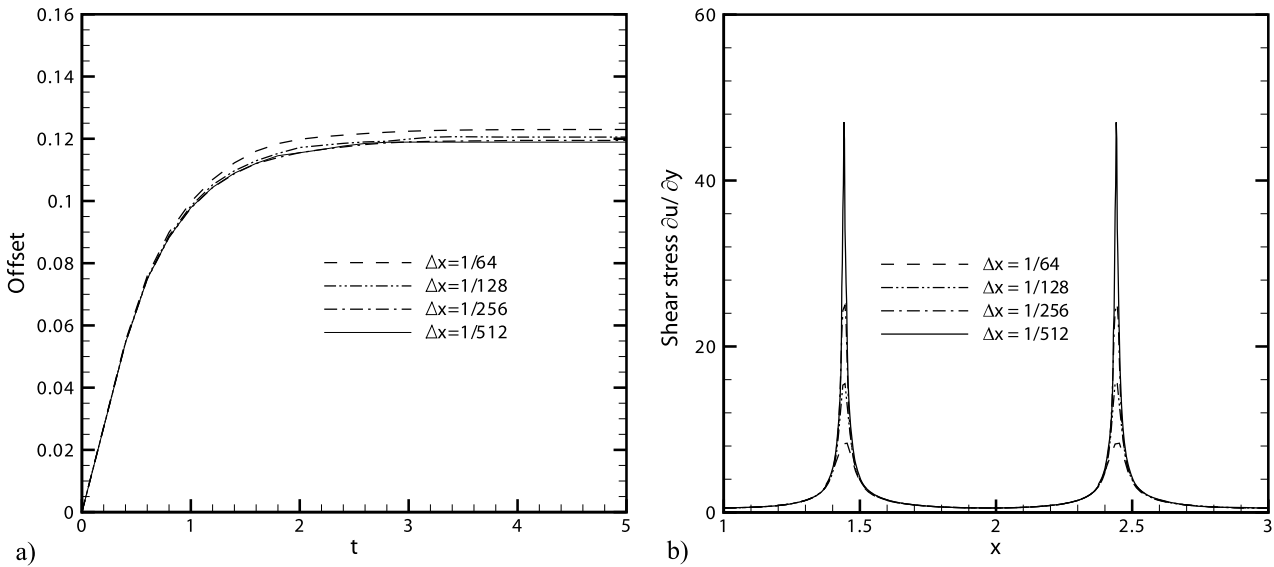 0.16
0.14
0.12
0.1
0.08
0.06
0.04
0.02
0
Offset
Δx=1/64
Δx=1/128
Δx=1/256
Δx=1/512
0 1 2 3 4 5
t
a)
60
40
20
0
Shear stress ∂u/ ∂y
Δx = 1/64
Δx = 1/128
Δx = 1/256
Δx = 1/512
1 1.5 2 2.5 3
x
b)